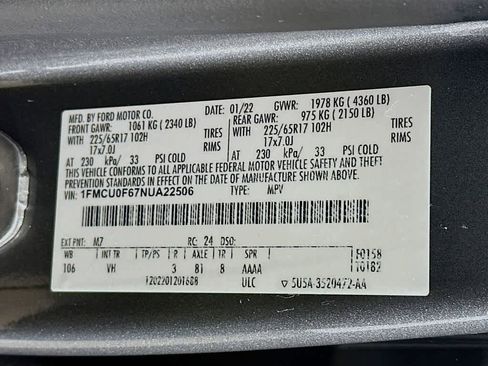 MFD. BY FORD MOTOR CO. DATE: 01/22 GVWR: 1978 KG ( 4360 LB)
FRONT GAWR: 1061 KG ( 2340 LB) REAR GAWR: 975 KG ( 2150 LB)
WITH 225/65R17 102H TIRES WITH 225/65R17 102H TIRES
17x7.0J RIMS 17x7.0J RIMS
AT 230 kPa/ 33 PSI COLD AT 230 kPa/ 33 PSI COLD
THIS VEHICLE CONFORMS TO ALL APPLICABLE FEDERAL MOTOR VEHICLE SAFETY AND THEFT
PREVENTION STANDARDS IN EFFECT ON THE DATE OF MANUFACTURE SHOWN ABOVE.
VIN: 1FMCU0F67NUA22506 TYPE: MPV
EXT PNT: M7 RC: 24 DSO: F0158
WB INT TR TP/PS R AXLE TR SPR T0182
106 VH 3 81 8 AAAA
ULC ▽ 5U5A-3520472-AA